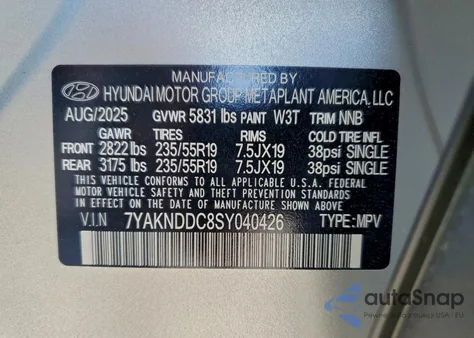 MANUFACTURED BY
HYUNDAI MOTOR GROUP METAPLANT AMERICA, LLC
AUG/2025 GVWR 5831 lbs PAINT W3T TRIM NNB
GAWR TIRES RIMS COLD TIRE INFL
FRONT 2822 lbs 235/55R19 7.5JX19 38psi SINGLE
REAR 3175 lbs 235/55R19 7.5JX19 38psi SINGLE
THIS VEHICLE CONFORMS TO ALL APPLICABLE U.S. FEDERAL
MOTOR VEHICLE SAFETY AND THEFT PREVENTION STANDARDS
IN EFFECT ON THE DATE OF MANUFACTURE SHOWN ABOVE.
V.I.N 7YAKNDDC8SY040426 TYPE: MPV
autoSnap